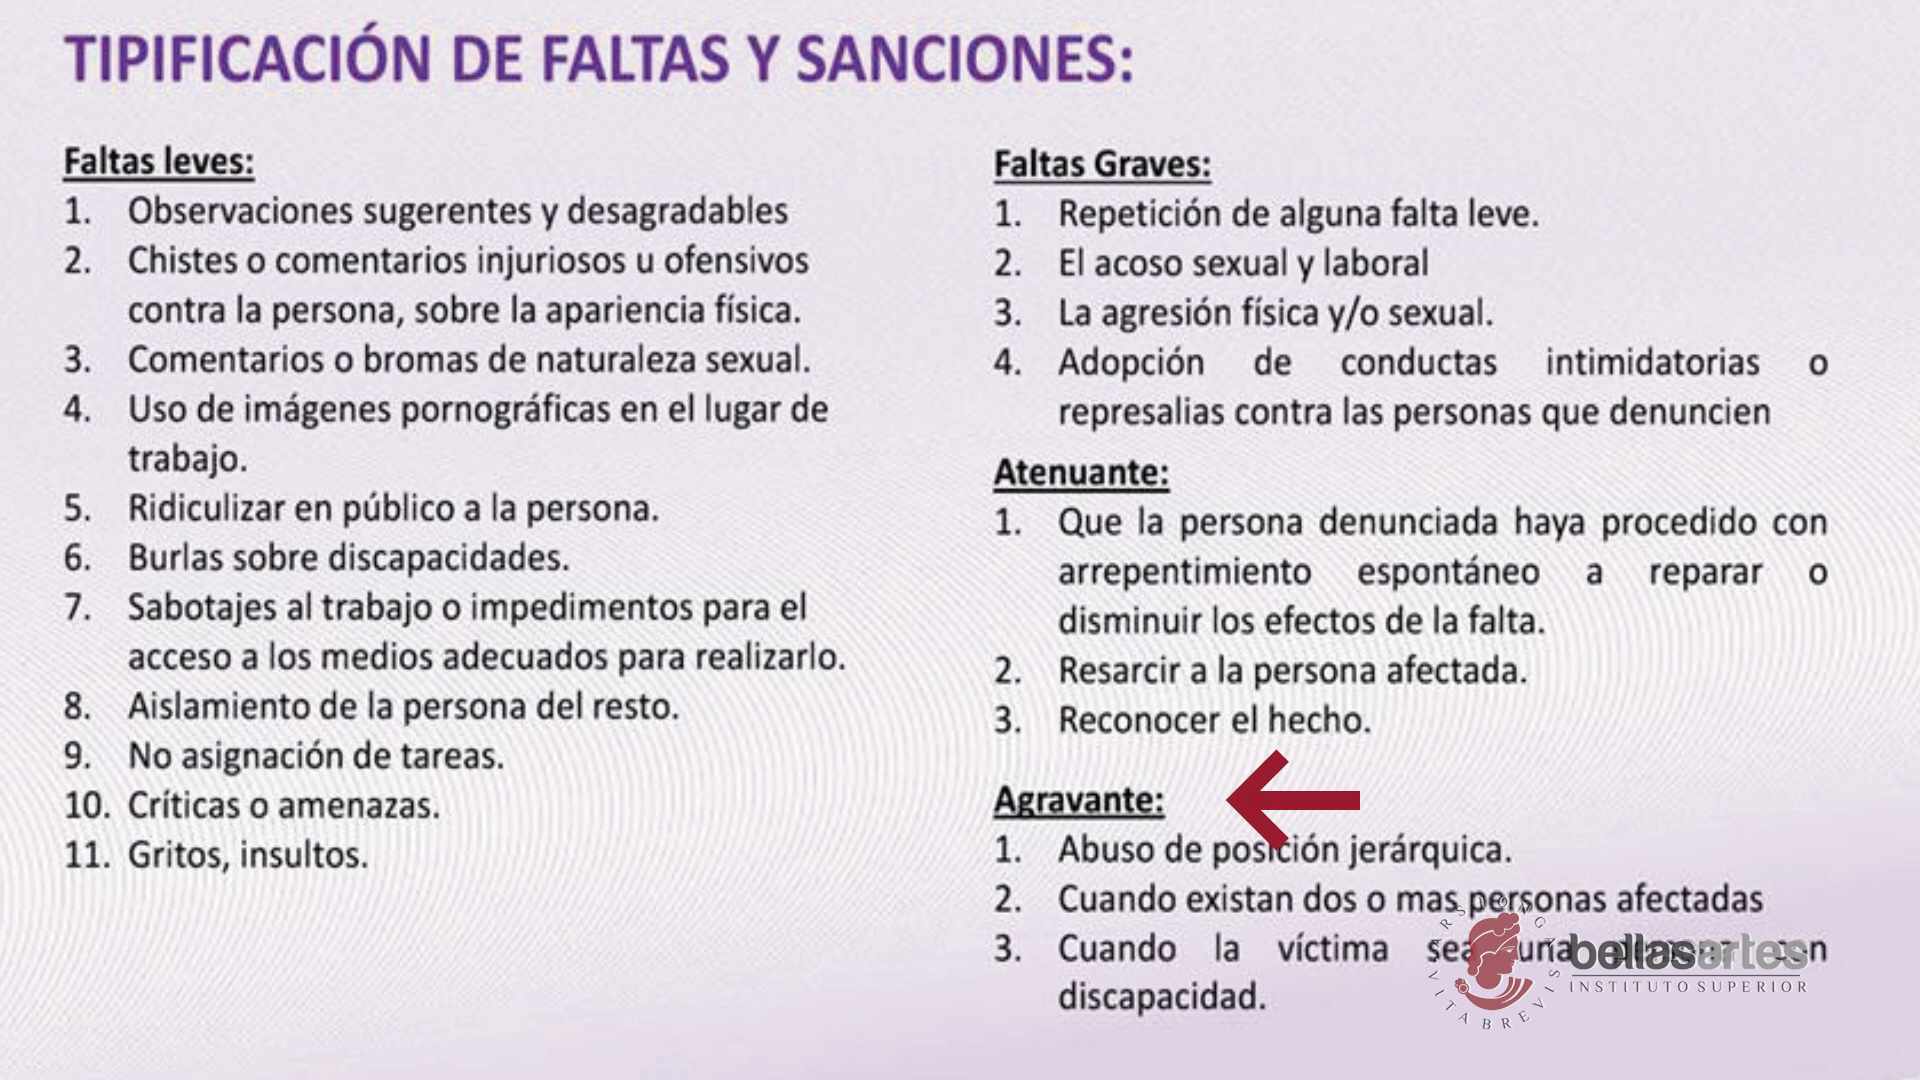 TIPIFICACIÓN DE FALTAS Y SANCIONES:
Faltas leves:
1. Observaciones sugerentes y desagradables
2. Chistes o comentarios injuriosos u ofensivos
contra la persona, sobre la apariencia física.
3. Comentarios o bromas de naturaleza sexual.
4. Uso de imágenes pornográficas en el lugar de
trabajo.
5. Ridiculizar en público a la persona.
6. Burlas sobre discapacidades.
7. Sabotajes al trabajo o impedimentos para el
acceso a los medios adecuados para realizarlo.
8. Aislamiento de la persona del resto.
9. No asignación de tareas.
10. Críticas o amenazas.
11. Gritos, insultos.
Faltas Graves:
1. Repetición de alguna falta leve.
2. El acoso sexual y laboral
3. La agresión física y/o sexual.
4. Adopción de conductas intimidatorias o
represalias contra las personas que denuncien
Atenuante:
1. Que la persona denunciada haya procedido con
arrepentimiento espontáneo a reparar o
disminuir los efectos de la falta.
2. Resarcir a la persona afectada.
3. Reconocer el hecho.
Agravante:
1. Abuso de posición jerárquica.
2. Cuando existan dos o mas personas afectadas
3. Cuando la víctima sea una con
discapacidad.
ARS LONGA VITA BREVIS
bellasartes
INSTITUTO SUPERIOR